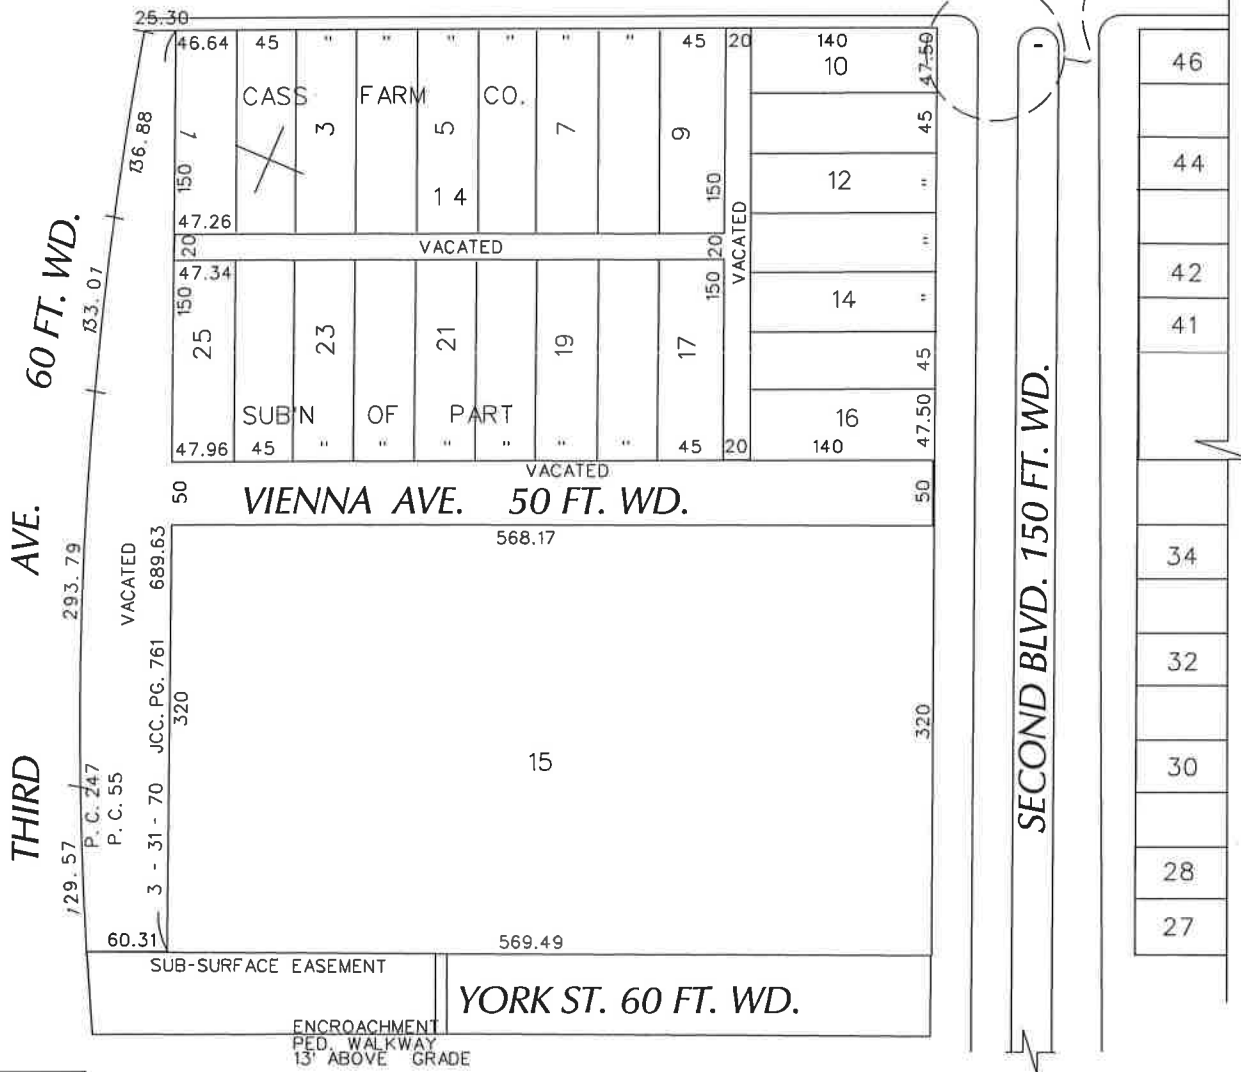 25.30
46.64 45 " " " " " " 45 20 140 47.50
10
46
CASS FARM CO.
136.88
1 3 5 7 9
45
44
150
14
150
12
"
47.26
VACATED
"
20
VACATED
20
47.34
42
60 FT. WD.
133.01
150
150
14
"
41
25 23 21 19 17
45
SUB'N OF PART
16
47.50
47.96 45 " " " " " " 45 20 140
VACATED
50
VIENNA AVE. 50 FT. WD.
50
SECOND BLVD. 150 FT. WD.
568.17
AVE.
293.79
VACATED
689.63
34
32
3 - 31 - 70 JCC. PG. 761
320
320
15
30
THIRD
P.C. 247
P.C. 55
129.57
28
27
60.31
569.49
SUB-SURFACE EASEMENT
YORK ST. 60 FT. WD.
ENCROACHMENT
PED. WALKWAY
13' ABOVE GRADE